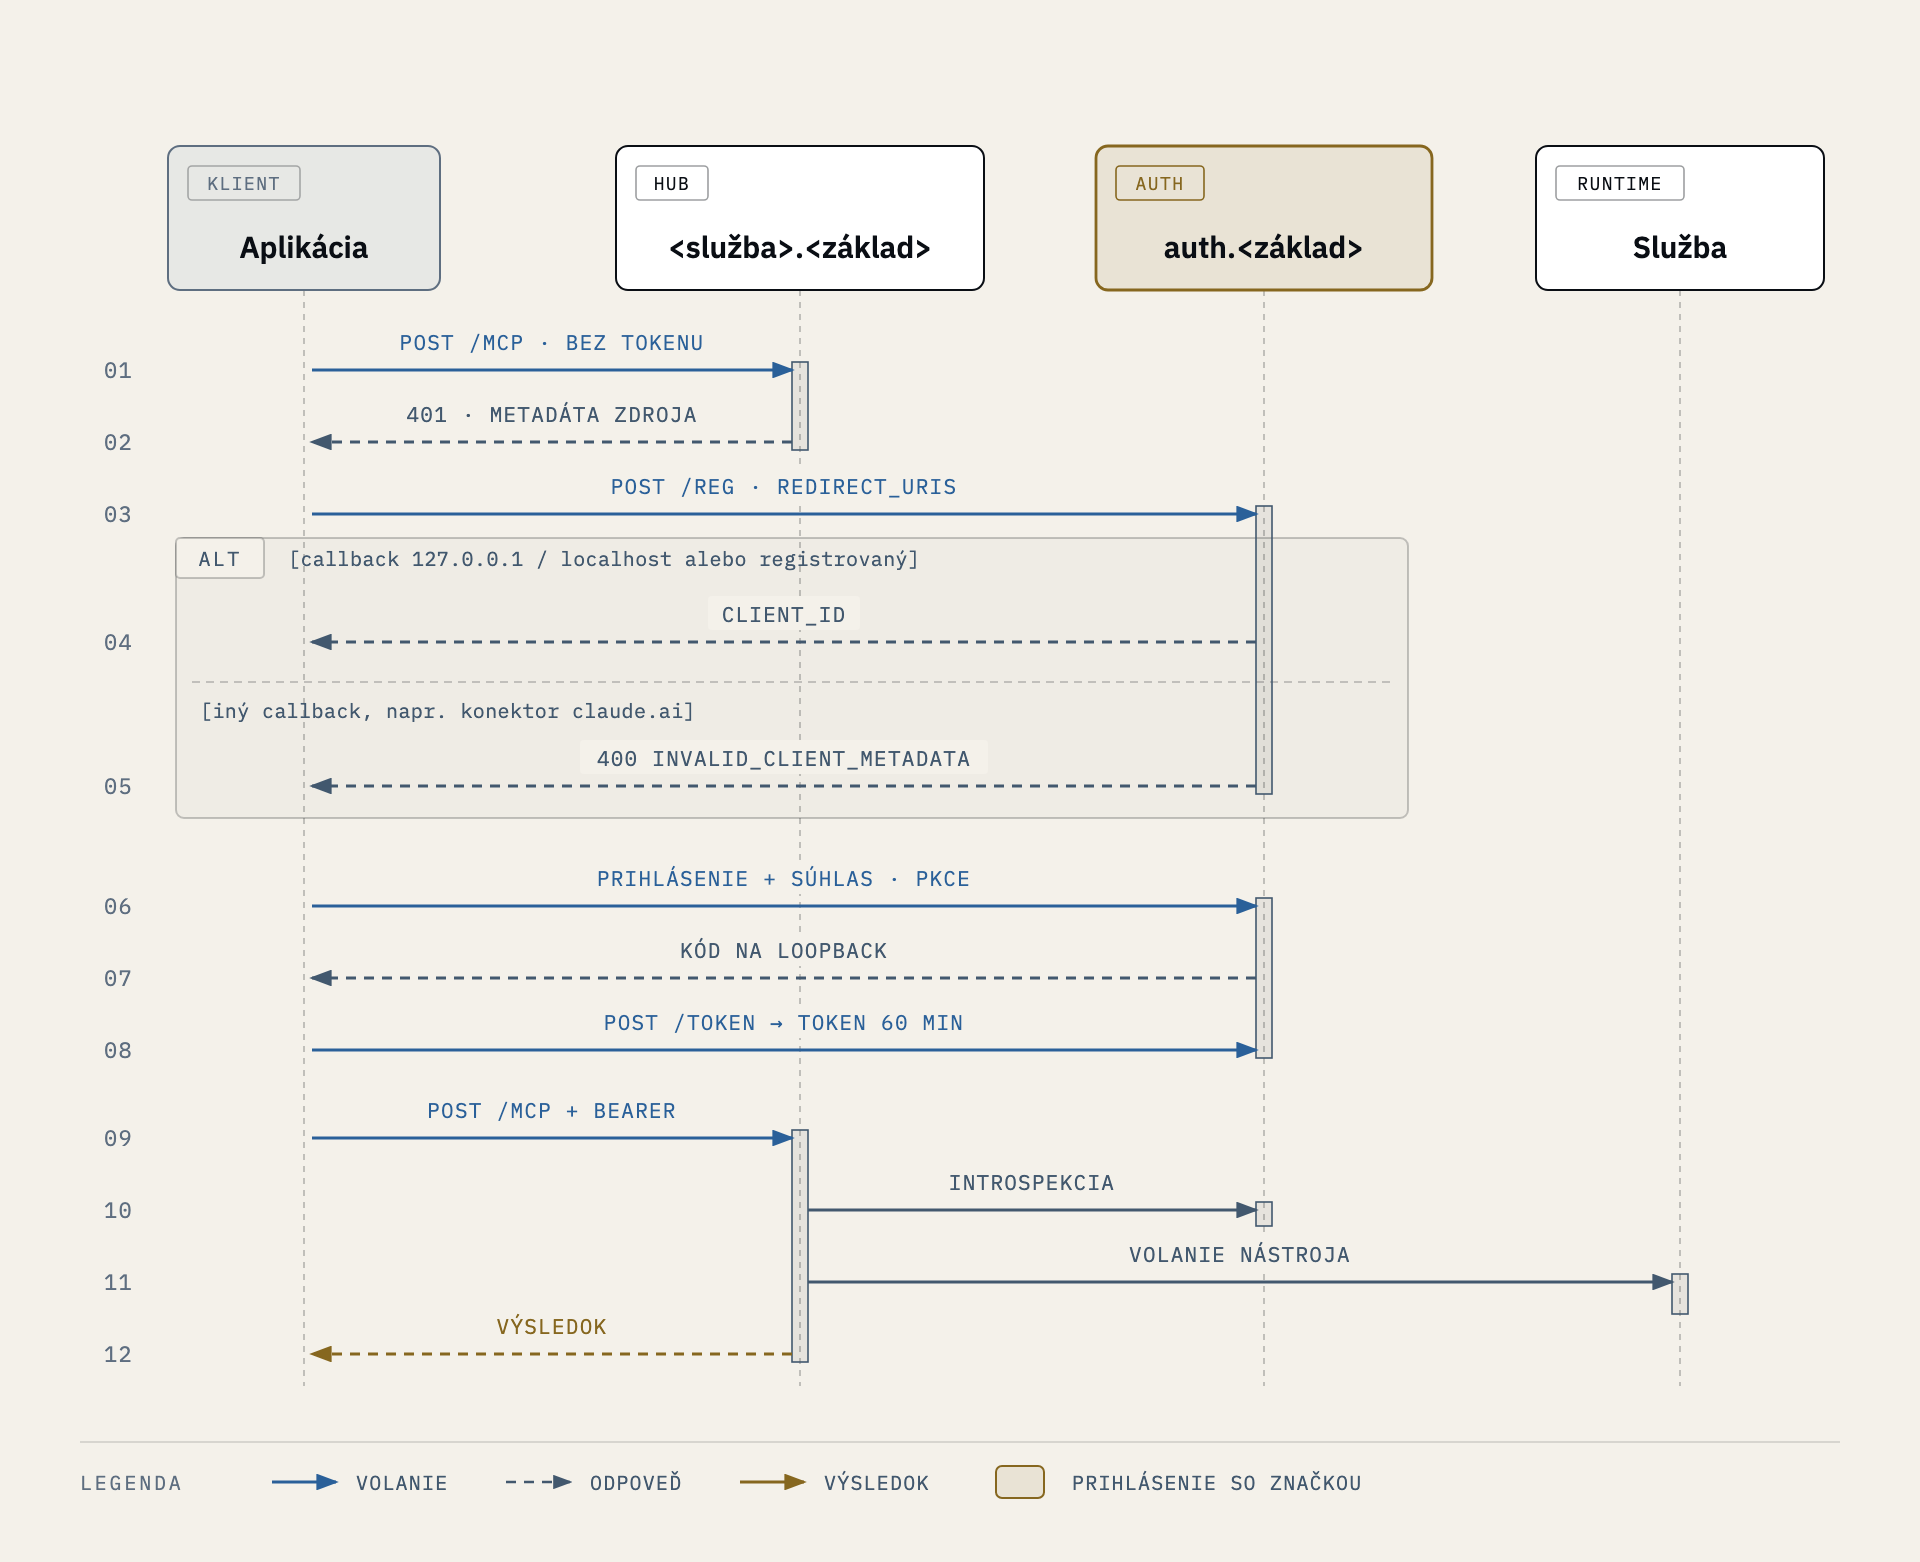 KLIENT
Aplikácia
HUB
<služba>.<základ>
AUTH
auth.<základ>
RUNTIME
Služba
POST /MCP · BEZ TOKENU
01
401 · METADÁTA ZDROJA
02
POST /REG · REDIRECT_URIS
03
ALT [callback 127.0.0.1 / localhost alebo registrovaný]
CLIENT_ID
04
[iný callback, napr. konektor claude.ai]
400 INVALID_CLIENT_METADATA
05
PRIHLÁSENIE + SÚHLAS · PKCE
06
KÓD NA LOOPBACK
07
POST /TOKEN → TOKEN 60 MIN
08
POST /MCP + BEARER
09
INTROSPEKCIA
10
VOLANIE NÁSTROJA
11
VÝSLEDOK
12
LEGENDA VOLANIE ODPOVEĎ VÝSLEDOK PRIHLÁSENIE SO ZNAČKOU